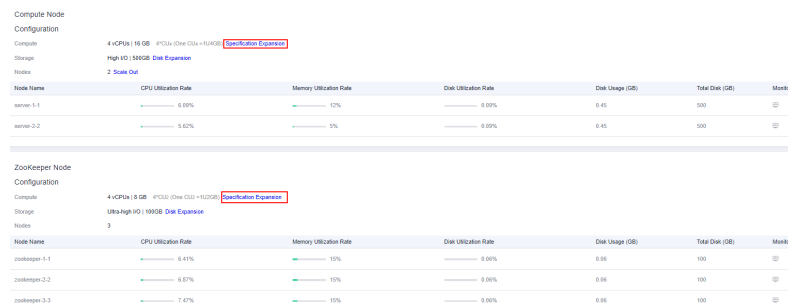 Compute Node
Configuration
Compute 4 vCPUs | 16 GB 4*CUs (One CUs =1U4GB) Specification Expansion
Storage High I/O | 500GB Disk Expansion
Nodes 2 Scale Out
Node Name CPU Utilization Rate Memory Utilization Rate Disk Utilization Rate Disk Usage (GB) Total Disk (GB) Monito
server-1-1 6.09% 12% 0.09% 0.45 500
server-2-2 5.82% 5% 0.09% 0.45 500
ZooKeeper Node
Configuration
Compute 4 vCPUs | 8 GB (One CU =1U2GB) Specification Expansion
Storage Ultra-high I/O | 100GB Disk Expansion
Nodes 3
Node Name CPU Utilization Rate Memory Utilization Rate Disk Utilization Rate Disk Usage (GB) Total Disk (GB) Monito
zookeeper-1-1 6.41% 15% 0.06% 0.06 100
zookeeper-2-2 6.87% 15% 0.06% 0.06 100
zookeeper-3-3 7.47% 15% 0.06% 0.06 100